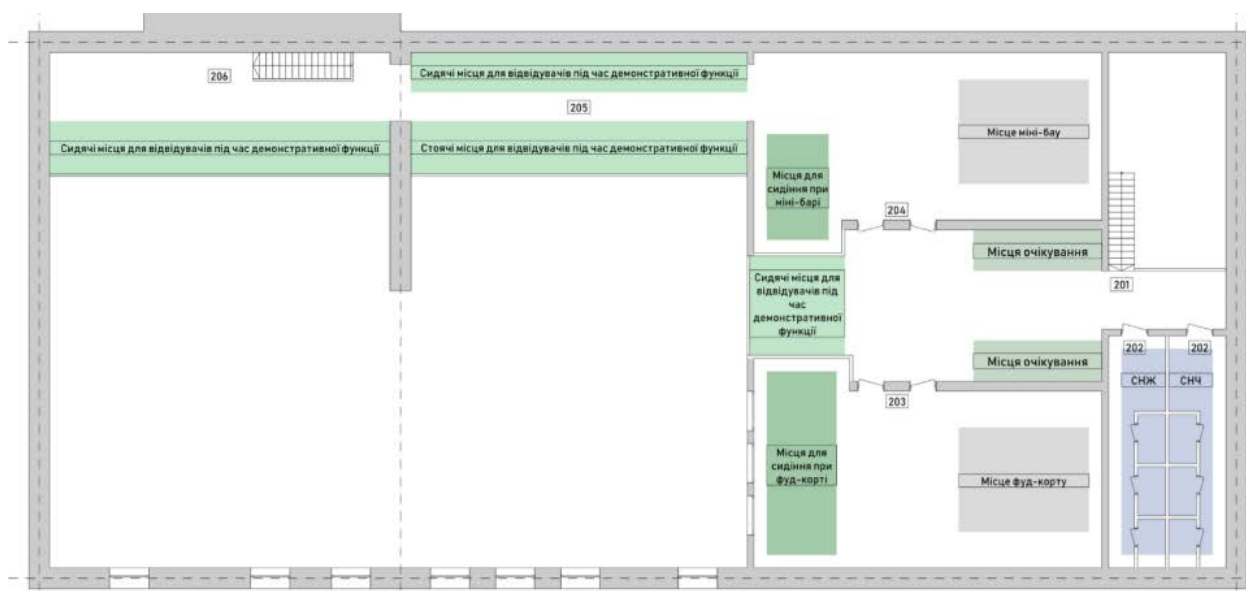 206
Сидячі місця для відвідувачів під час демонстративної функції
205
Сидячі місця для відвідувачів під час демонстративної функції
Стоячі місця для відвідувачів під час демонстративної функції
Місце міні-бау
Місця для
сидіння при
міні-барі
204
Місця очікування
201
Сидячі місця для
відвідувачів під
час
демонстративної
функції
Місця очікування
202
202
СНЖ
СНЧ
203
Місця для
сидіння при
фуд-корті
Місце фуд-корту